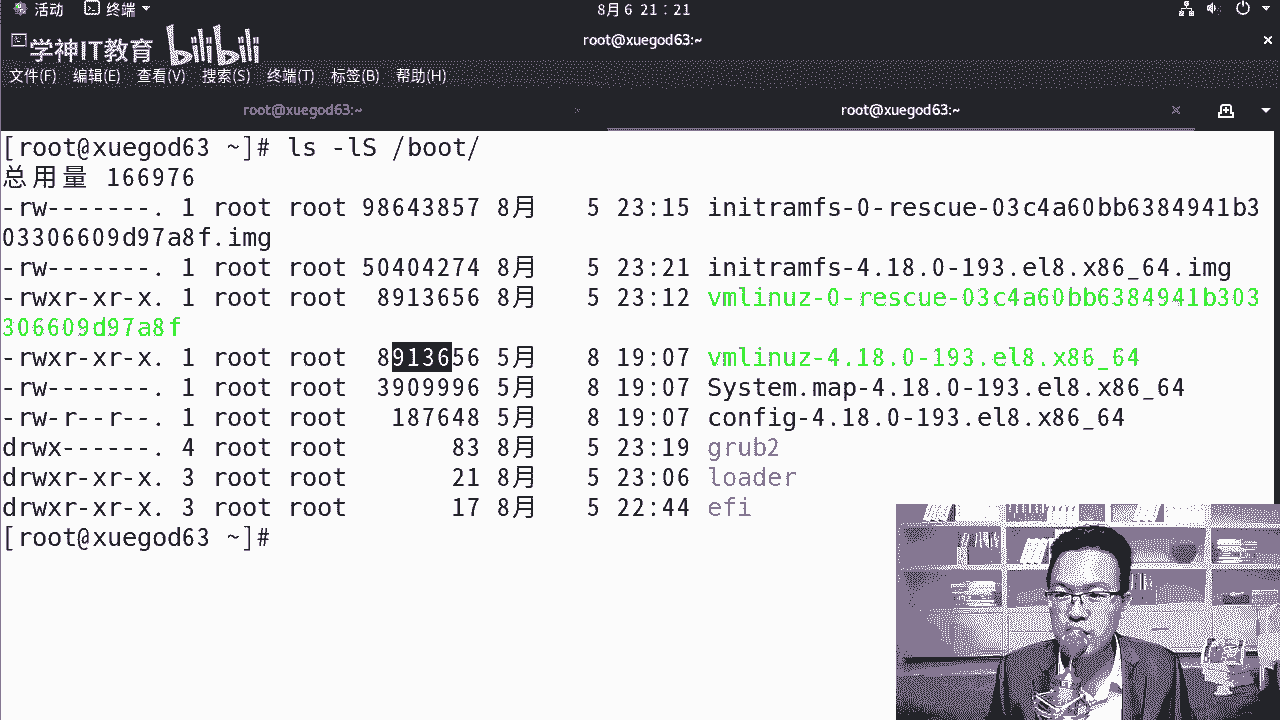 活动 终端 8月6 21：21
学神IT教育 bilibili root@xuegod63:~
文件(F) 编辑(E) 查看(V) 搜索(S) 终端(T) 标签(B) 帮助(H)
root@xuegod63:~ root@xuegod63:~
[root@xuegod63 ~]# ls -lS /boot/
总用量 166976
-rw-------. 1 root root 98643857 8月 5 23:15 initramfs-0-rescue-03c4a60bb6384941b3
03306609d97a8f.img
-rw-------. 1 root root 50404274 8月 5 23:21 initramfs-4.18.0-193.el8.x86_64.img
-rwxr-xr-x. 1 root root 8913656 8月 5 23:12 vmlinuz-0-rescue-03c4a60bb6384941b303
306609d97a8f
-rwxr-xr-x. 1 root root 8913656 5月 8 19:07 vmlinuz-4.18.0-193.el8.x86_64
-rw-------. 1 root root 3909996 5月 8 19:07 System.map-4.18.0-193.el8.x86_64
-rw-r--r--. 1 root root 187648 5月 8 19:07 config-4.18.0-193.el8.x86_64
drwx------. 4 root root 83 8月 5 23:19 grub2
drwxr-xr-x. 3 root root 21 8月 5 23:06 loader
drwxr-xr-x. 3 root root 17 8月 5 22:44 efi
[root@xuegod63 ~]#